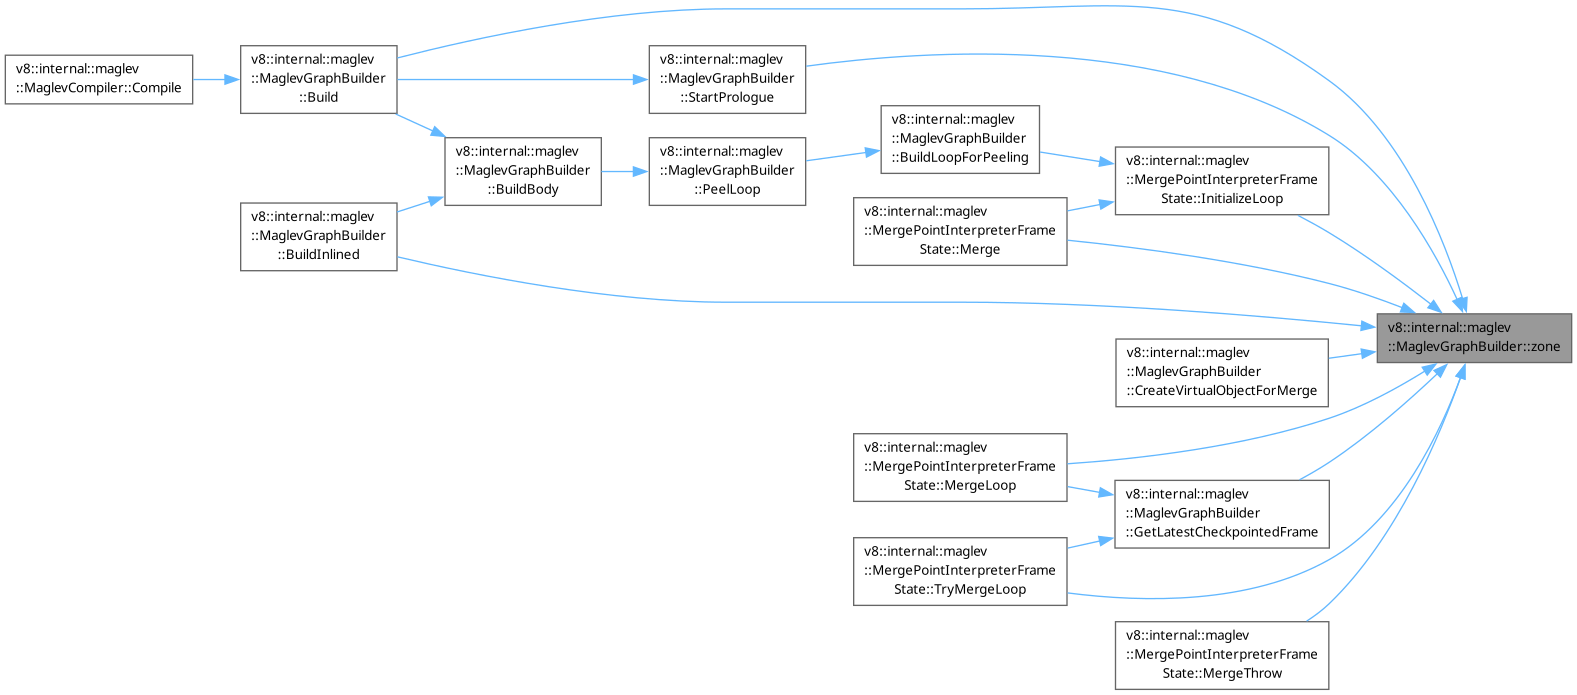 v8::internal::maglev
::MaglevCompiler::Compile
v8::internal::maglev
::MaglevGraphBuilder
::Build
v8::internal::maglev
::MaglevGraphBuilder
::BuildInlined
v8::internal::maglev
::MaglevGraphBuilder
::BuildBody
v8::internal::maglev
::MaglevGraphBuilder
::StartPrologue
v8::internal::maglev
::MaglevGraphBuilder
::PeelLoop
v8::internal::maglev
::MaglevGraphBuilder
::BuildLoopForPeeling
v8::internal::maglev
::MergePointInterpreterFrame
State::Merge
v8::internal::maglev
::MergePointInterpreterFrame
State::InitializeLoop
v8::internal::maglev
::MaglevGraphBuilder::zone
v8::internal::maglev
::MaglevGraphBuilder
::CreateVirtualObjectForMerge
v8::internal::maglev
::MergePointInterpreterFrame
State::MergeLoop
v8::internal::maglev
::MaglevGraphBuilder
::GetLatestCheckpointedFrame
v8::internal::maglev
::MergePointInterpreterFrame
State::TryMergeLoop
v8::internal::maglev
::MergePointInterpreterFrame
State::MergeThrow